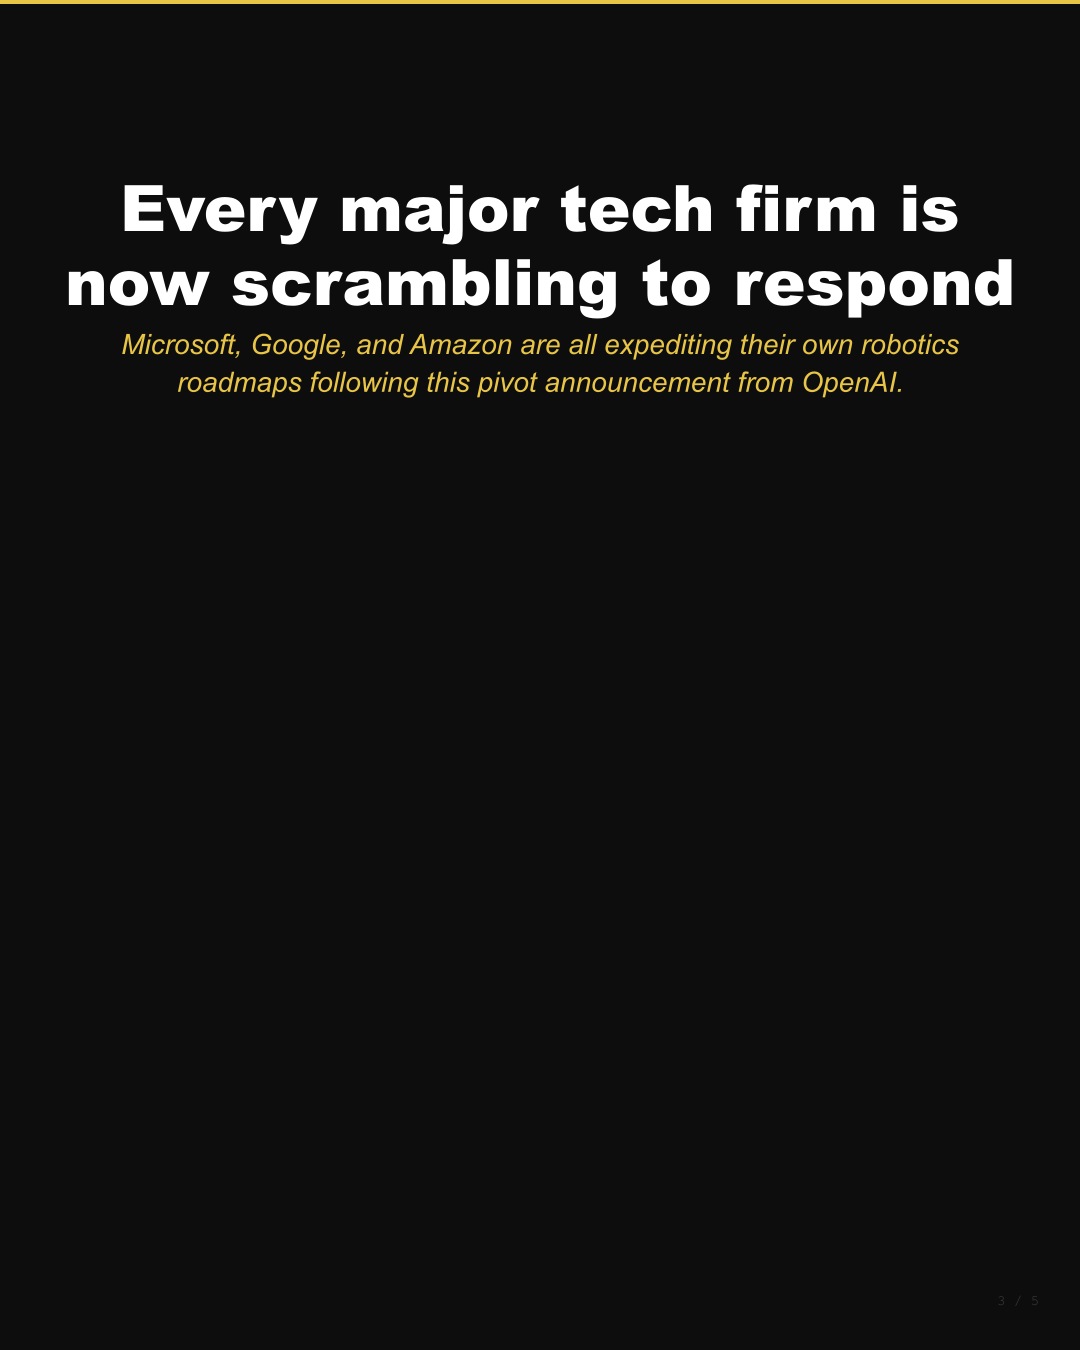 Every major tech firm is
now scrambling to respond
Microsoft, Google, and Amazon are all expediting their own robotics
roadmaps following this pivot announcement from OpenAI.
3 / 5